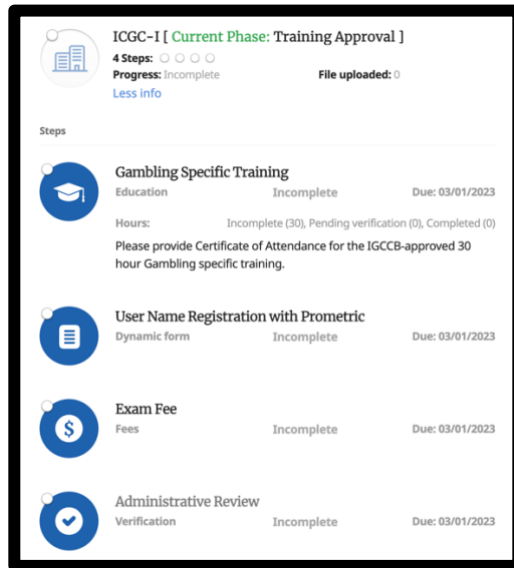 ICGC-I [ Current Phase: Training Approval ]
4 Steps:
Progress: Incomplete File uploaded: 0
Less info
Steps
Gambling Specific Training
Education Incomplete Due: 03/01/2023
Hours: Incomplete (30), Pending verification (0), Completed (0)
Please provide Certificate of Attendance for the IGCCB-approved 30
hour Gambling specific training.
User Name Registration with Prometric
Dynamic form Incomplete Due: 03/01/2023
$
Exam Fee
Fees Incomplete Due: 03/01/2023
Administrative Review
Verification Incomplete Due: 03/01/2023